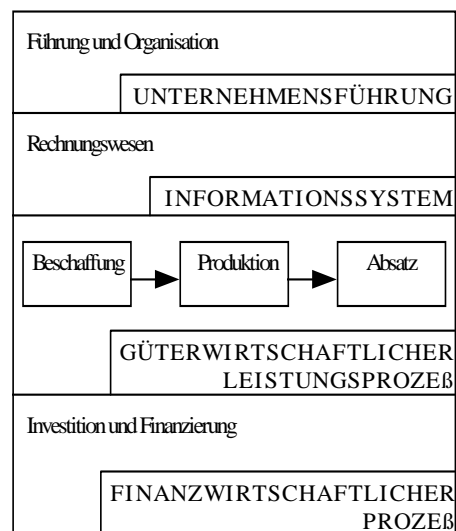 Führung und Organisation
UNTERNEHMENSFÜHRUNG
Rechnungswesen
INFORMATIONSSYSTEM
Beschaffung Produktion Absatz
GÜTERWIRTSCHAFTLICHER
LEISTUNGSPROZEß
Investition und Finanzierung
FINANZWIRTSCHAFTLICHER
PROZEß